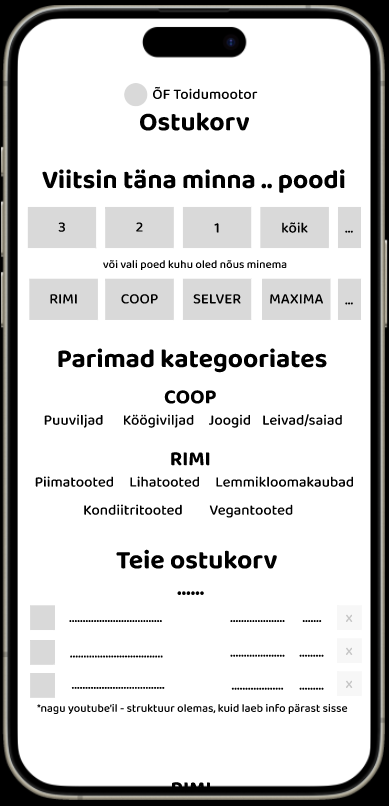 ÕF Toidumootor
Ostukorv
Viitsin täna minna .. poodi
3 2 1 kõik ...
või vali poed kuhu oled nõus minema
RIMI COOP SELVER MAXIMA ...
Parimad kategooriates
COOP
Puuviljad Köögiviljad Joogid Leivad/saiad
RIMI
Piimatooted Lihatooted Lemmikloomakaubad
Kondiitritooted Vegantooted
Teie ostukorv
......
................................ ................... ....... x
................................ ................... ......... x
................................ .................. ......... x
*nagu youtube'il - struktuur olemas, kuid laeb info pärast sisse
RIMI